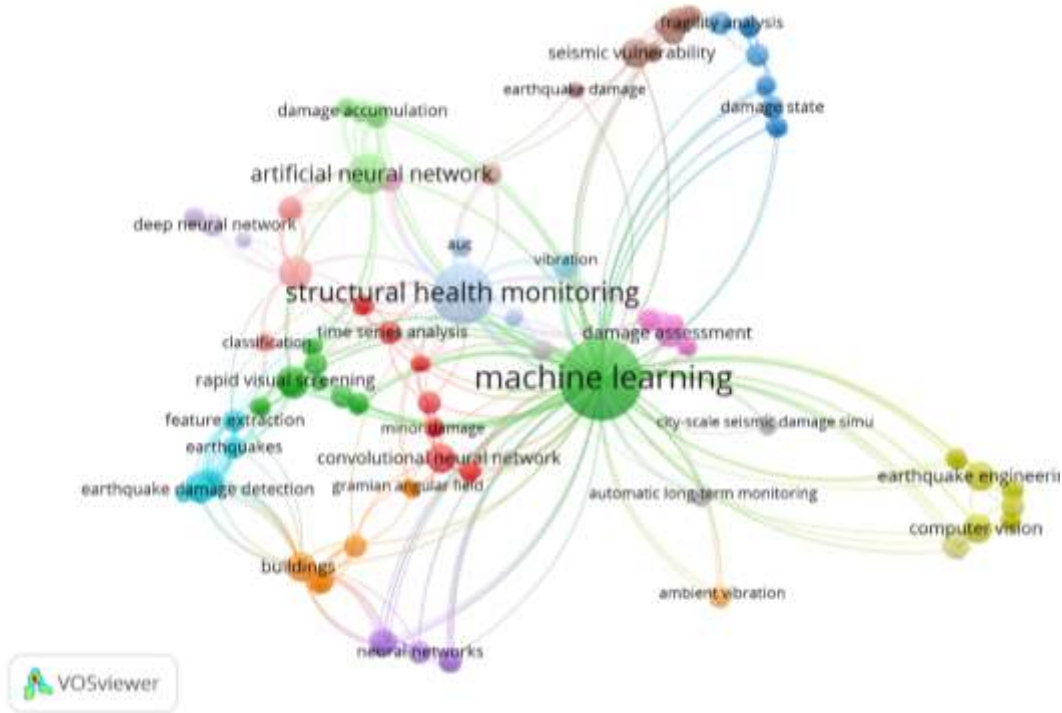 fragility analysis
seismic vulnerability
earthquake damage
damage state
damage accumulation
artificial neural network
deep neural network
auc
vibration
structural health monitoring
time series analysis
damage assessment
classification
machine learning
rapid visual screening
feature extraction
minor damage
city-scale seismic damage simu
earthquakes
convolutional neural network
earthquake engineerin
earthquake damage detection
gramian angular field
automatic long-term monitoring
computer vision
buildings
ambient vibration
neural networks
VOSviewer